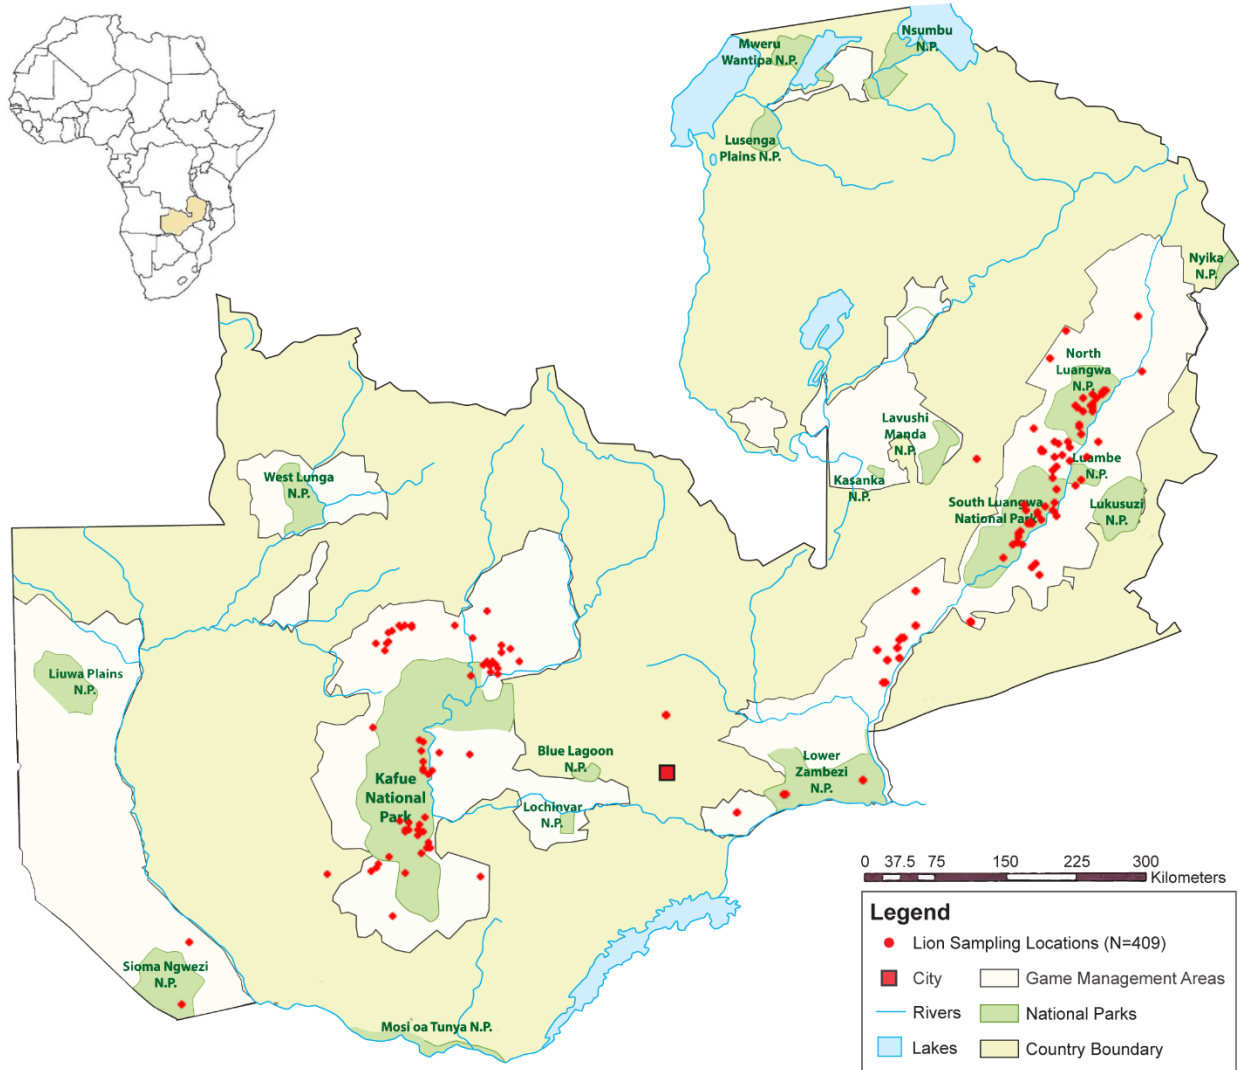 Nsumbu
N.P.
Mweru
Wantipa N.P.
Lusenga
Plains N.P.
Nyika
N.P.
North
Luangwa
N.P.
Lavushi
Manda
N.P.
Luambe
N.P.
Kasanka
N.P.
South Luangwa
National Park
Lukusuzi
N.P.
West Lunga
N.P.
Liuwa Plains
N.P.
Blue Lagoon
N.P.
Lower
Zambezi
N.P.
Kafue
National
Park
Lochinvar
N.P.
Sioma Ngwezi
N.P.
Mosi oa Tunya N.P.
0 37.5 75 150 225 300
Kilometers
Legend
Lion Sampling Locations (N=409)
City
Game Management Areas
Rivers
National Parks
Lakes
Country Boundary